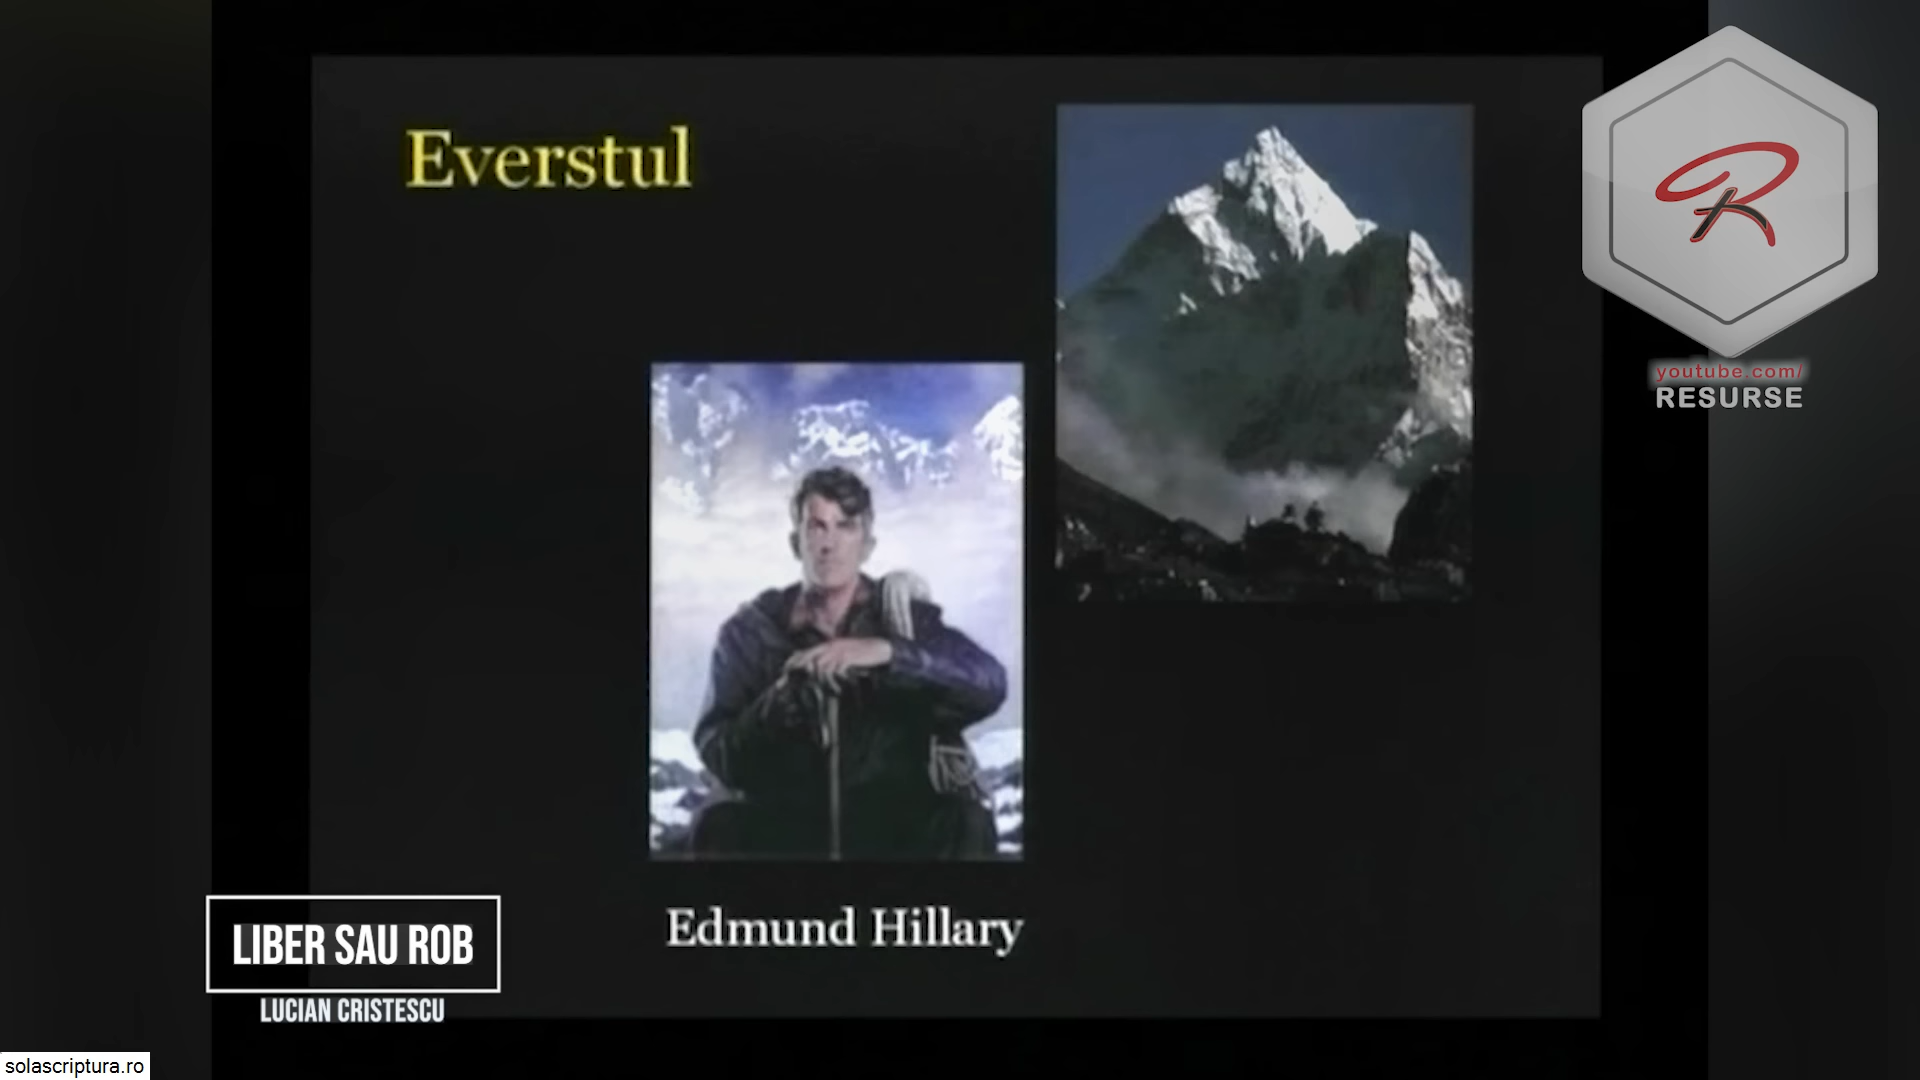 Everstul
youtube.com/
RESURSE
Edmund Hillary
LIBER SAU ROB
LUCIAN CRISTESCU
solascriptura.ro